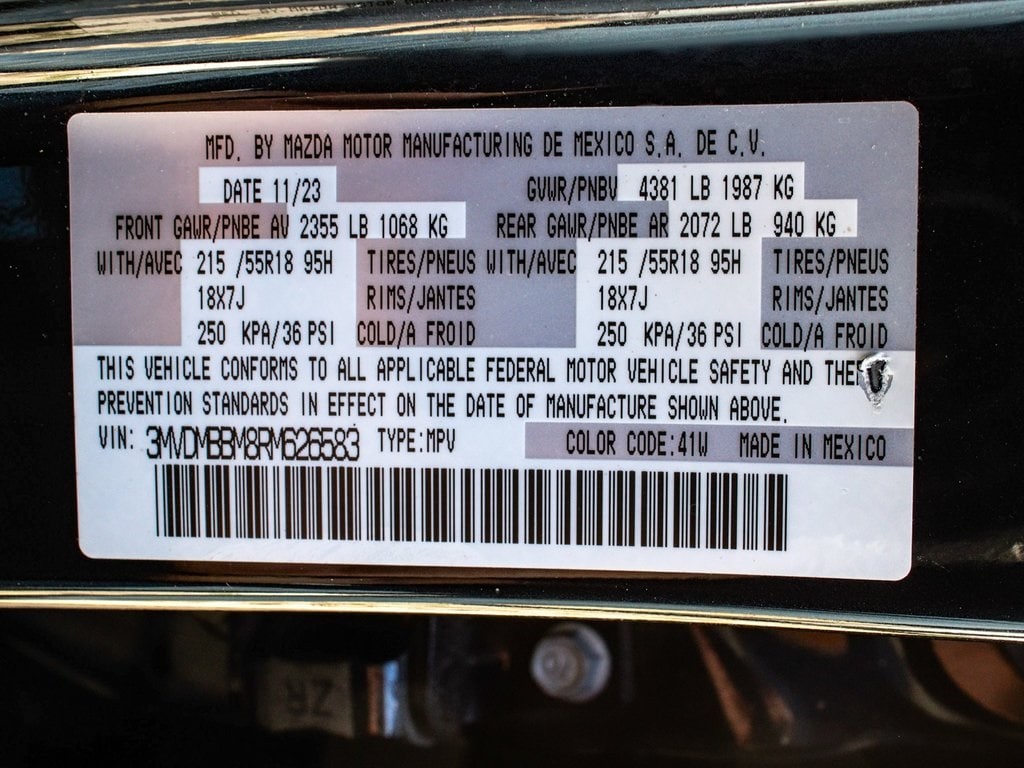 MFD. BY MAZDA MOTOR MANUFACTURING DE MEXICO S.A. DE C.V.
DATE 11/23 GVWR/PNBV 4381 LB 1987 KG
FRONT GAWR/PNBE AV 2355 LB 1068 KG REAR GAWR/PNBE AR 2072 LB 940 KG
WITH/AVEC 215 /55R18 95H TIRES/PNEUS WITH/AVEC 215 /55R18 95H TIRES/PNEUS
18X7J RIMS/JANTES 18X7J RIMS/JANTES
250 KPA/36 PSI COLD/A FROID 250 KPA/36 PSI COLD/A FROID
THIS VEHICLE CONFORMS TO ALL APPLICABLE FEDERAL MOTOR VEHICLE SAFETY AND THEF
PREVENTION STANDARDS IN EFFECT ON THE DATE OF MANUFACTURE SHOWN ABOVE.
VIN: 3MVDMBBM8RM626583 TYPE:MPV COLOR CODE:41W MADE IN MEXICO